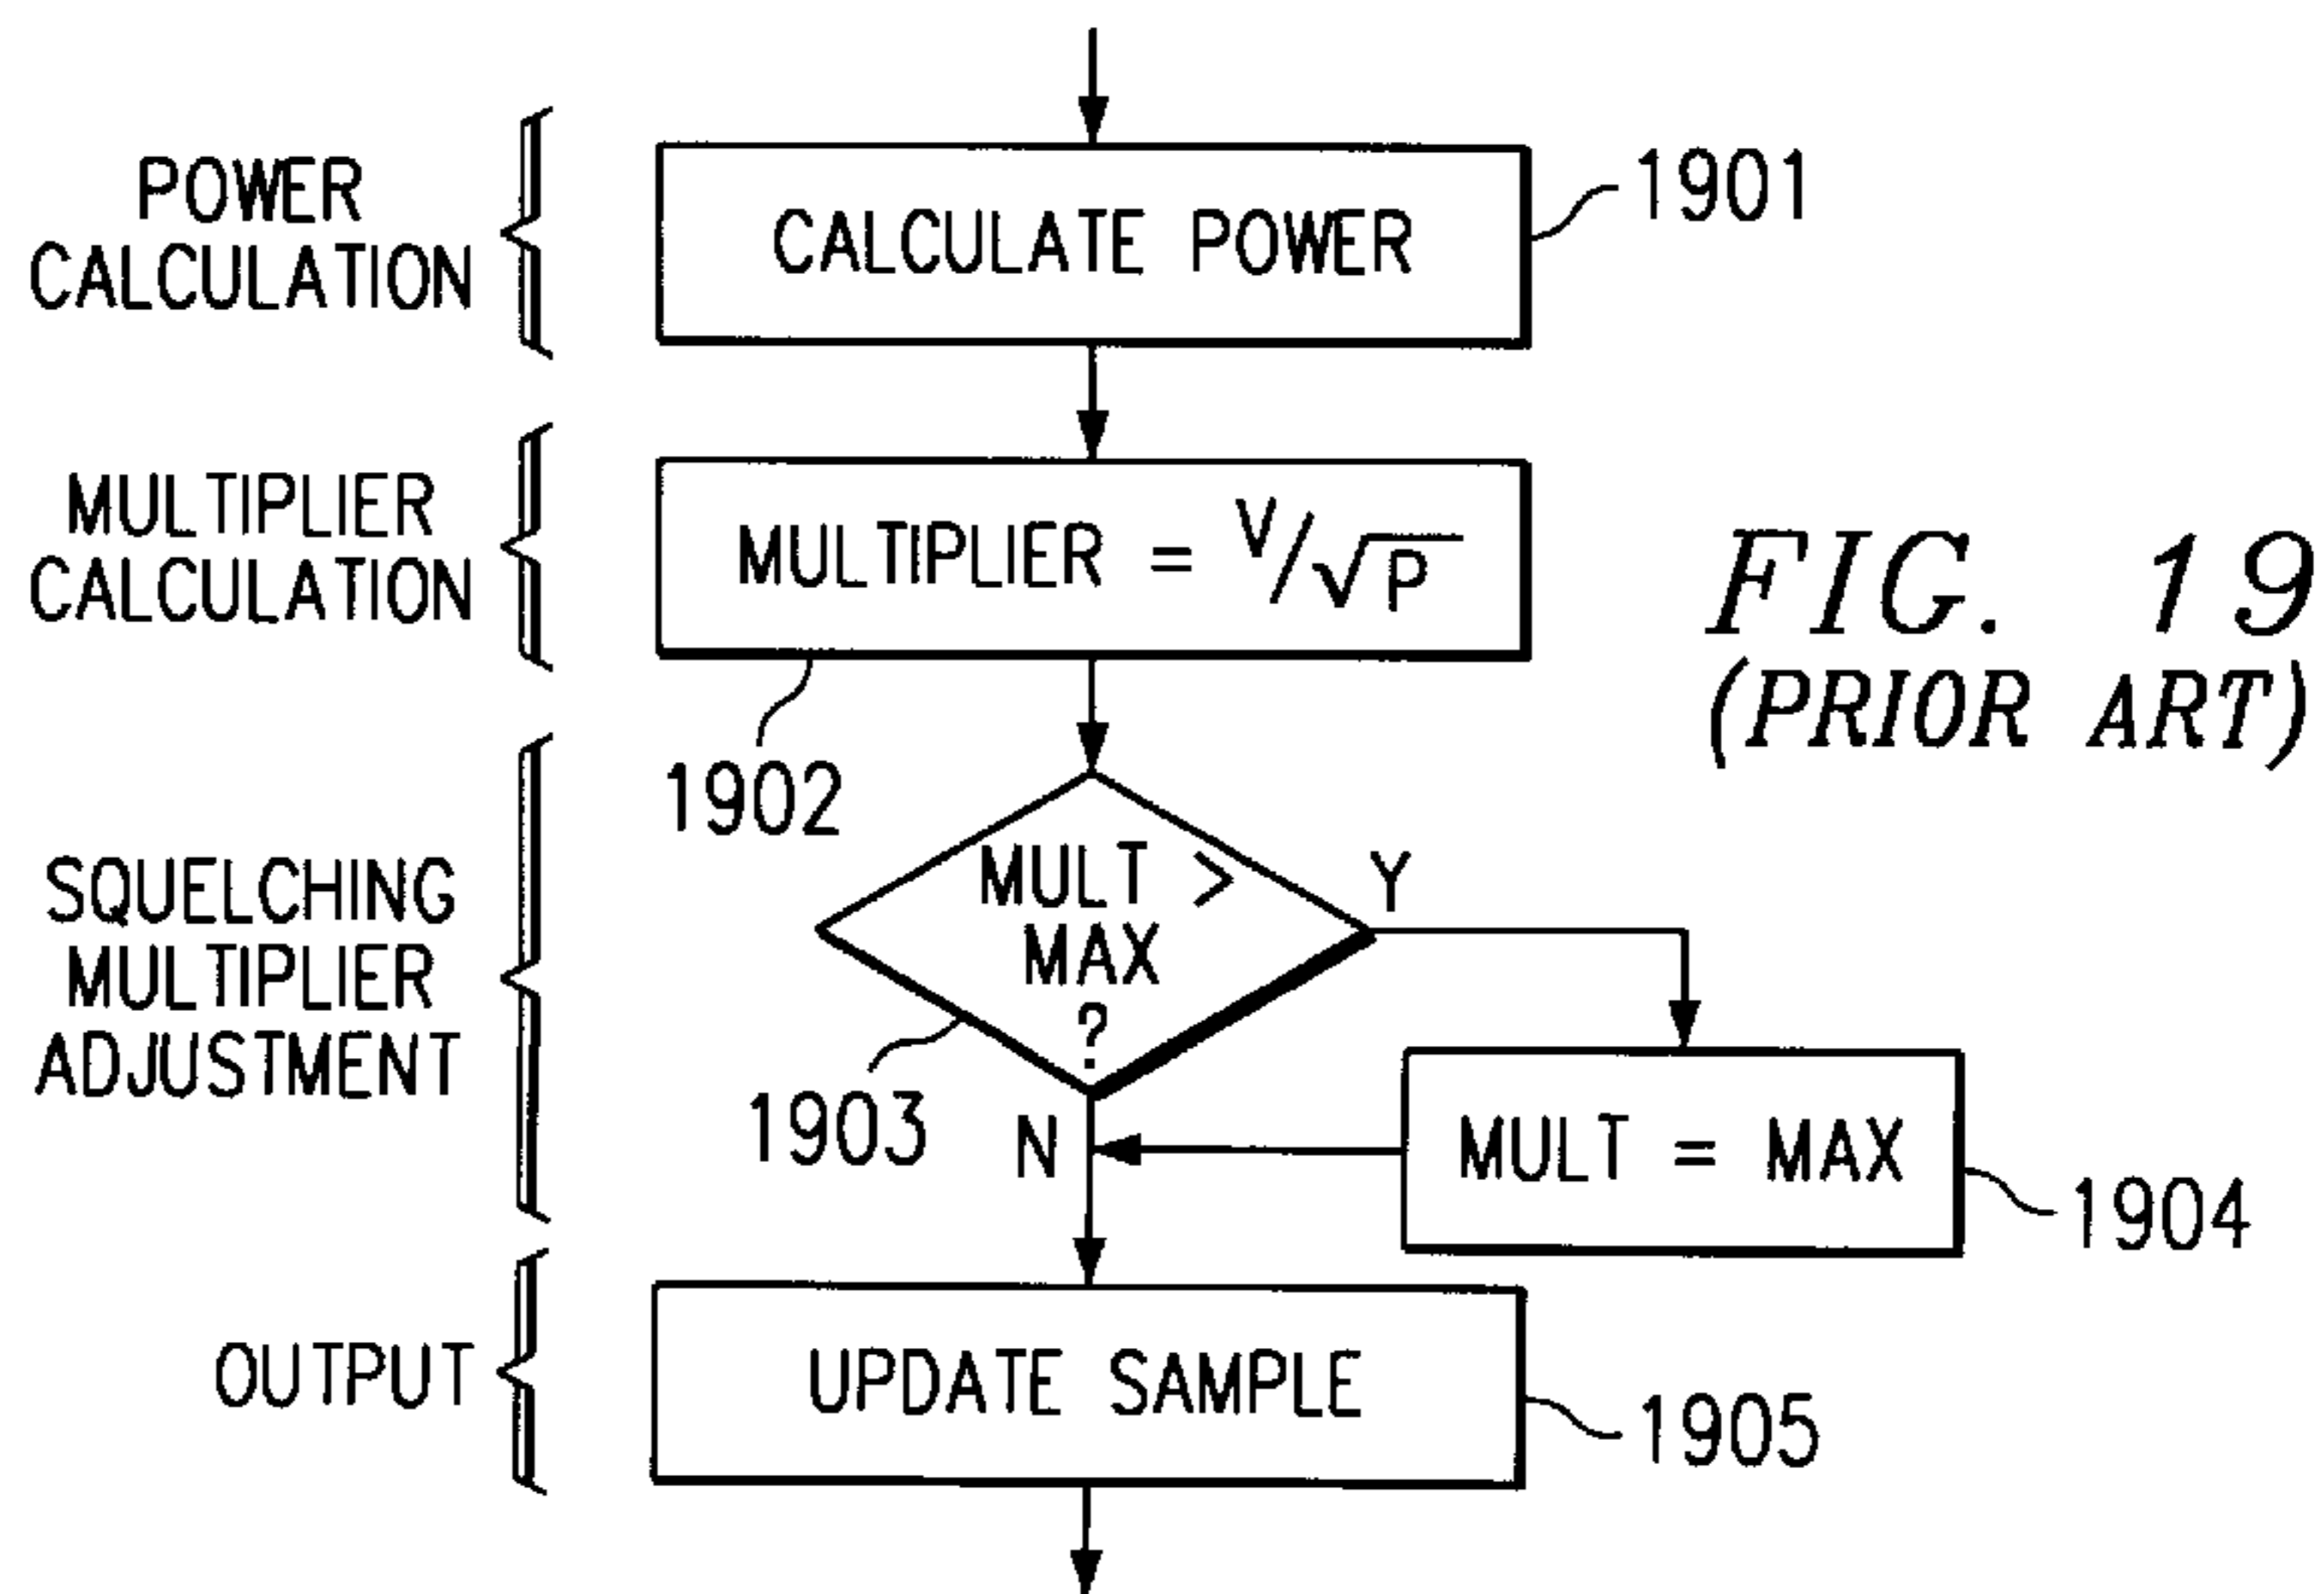 POWER
CALCULATION
CALCULATE POWER
1901
MULTIPLIER
CALCULATION
MULTIPLIER = V/√P
1902
FIG. 19
(PRIOR ART)
SQUELCHING
MULTIPLIER
ADJUSTMENT
MULT >
MAX
?
Y
N
1903
MULT = MAX
1904
OUTPUT
UPDATE SAMPLE
1905